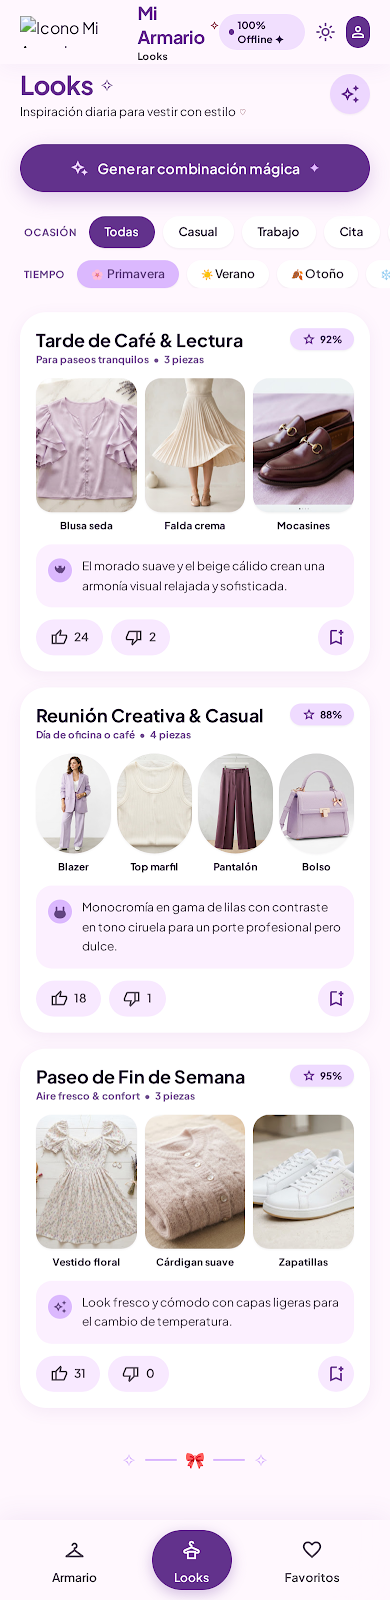 Icono Mi
Mi
Armario
Looks
100%
Offline
Looks
Inspiración diaria para vestir con estilo
Generar combinación mágica
OCASIÓN Todas Casual Trabajo Cita
TIEMPO Primavera Verano Otoño
Tarde de Café & Lectura 92%
Para paseos tranquilos • 3 piezas
Blusa seda Falda crema Mocasines
El morado suave y el beige cálido crean una
armonía visual relajada y sofisticada.
24 2
Reunión Creativa & Casual 88%
Día de oficina o café • 4 piezas
Blazer Top marfil Pantalón Bolso
Monocromía en gama de lilas con contraste
en tono ciruela para un porte profesional pero
dulce.
18 1
Paseo de Fin de Semana 95%
Aire fresco & confort • 3 piezas
Vestido floral Cárdigan suave Zapatillas
Look fresco y cómodo con capas ligeras para
el cambio de temperatura.
31 0
Armario Looks Favoritos